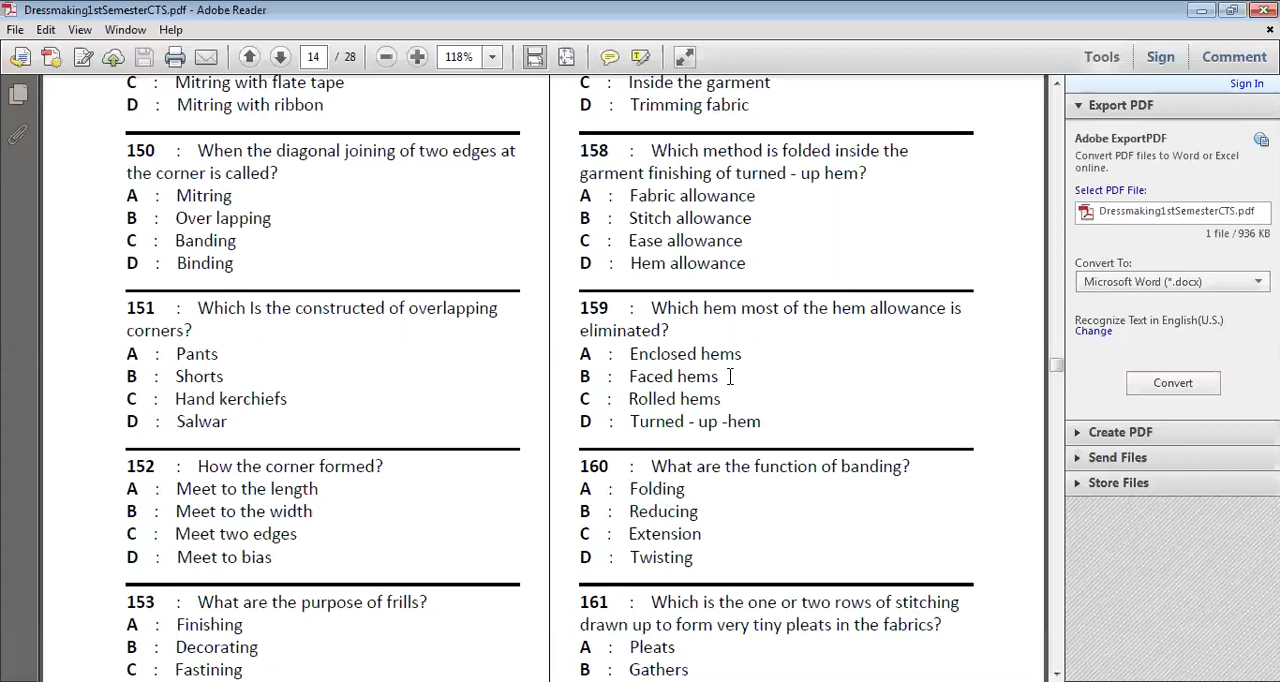 Dressmaking1stSemesterCTS.pdf - Adobe Reader
File Edit View Window Help
14 / 28 118% Tools Sign Comment
C : Mitring with flate tape
D : Mitring with ribbon
150 : When the diagonal joining of two edges at
the corner is called?
A : Mitring
B : Over lapping
C : Banding
D : Binding
151 : Which Is the constructed of overlapping
corners?
A : Pants
B : Shorts
C : Hand kerchiefs
D : Salwar
152 : How the corner formed?
A : Meet to the length
B : Meet to the width
C : Meet two edges
D : Meet to bias
153 : What are the purpose of frills?
A : Finishing
B : Decorating
C : Fastining
C : Inside the garment
D : Trimming fabric
158 : Which method is folded inside the
garment finishing of turned - up hem?
A : Fabric allowance
B : Stitch allowance
C : Ease allowance
D : Hem allowance
159 : Which hem most of the hem allowance is
eliminated?
A : Enclosed hems
B : Faced hems
C : Rolled hems
D : Turned - up -hem
160 : What are the function of banding?
A : Folding
B : Reducing
C : Extension
D : Twisting
161 : Which is the one or two rows of stitching
drawn up to form very tiny pleats in the fabrics?
A : Pleats
B : Gathers
Sign In
Export PDF
Adobe ExportPDF
Convert PDF files to Word or Excel
online.
Select PDF File:
Dressmaking1stSemesterCTS.pdf
1 file / 936 KB
Convert To:
Microsoft Word (*.docx)
Recognize Text in English(U.S.)
Change
Convert
Create PDF
Send Files
Store Files